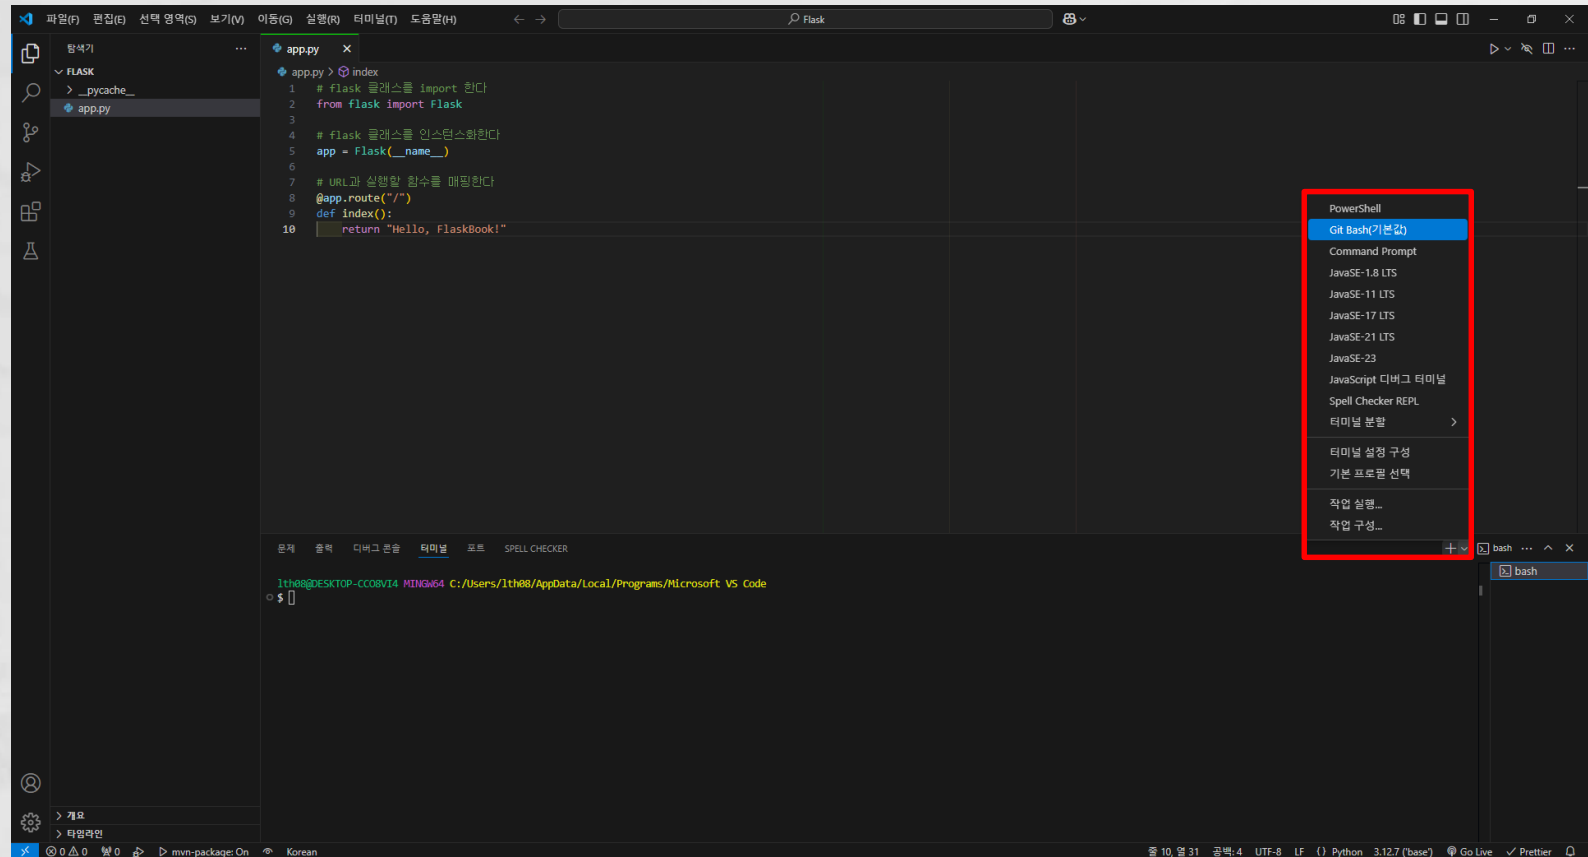 파일(F) 편집(E) 선택 영역(S) 보기(V) 이동(G) 실행(R) 터미널(T) 도움말(H)
Flask
탐색기
FLASK
__pycache__
app.py
개요
타임라인
app.py
app.py > index
1 # flask 클래스를 import 한다
2 from flask import Flask
3
4 # flask 클래스를 인스턴스화한다
5 app = Flask(__name__)
6
7 # URL과 실행할 함수를 매핑한다
8 @app.route("/")
9 def index():
10 return "Hello, FlaskBook!"
PowerShell
Git Bash(기본값)
Command Prompt
JavaSE-1.8 LTS
JavaSE-11 LTS
JavaSE-17 LTS
JavaSE-21 LTS
JavaSE-23
JavaScript 디버그 터미널
Spell Checker REPL
터미널 분할
터미널 설정 구성
기본 프로필 선택
작업 실행...
작업 구성...
문제 출력 디버그 콘솔 터미널 포트 SPELL CHECKER
bash
bash
lth08@DESKTOP-CCO8VI4 MINGW64 C:/Users/lth08/AppData/Local/Programs/Microsoft VS Code
$
0 0 0 mvn-package: On Korean
줄 10, 열 31 공백: 4 UTF-8 LF {} Python 3.12.7 ('base') Go Live Prettier